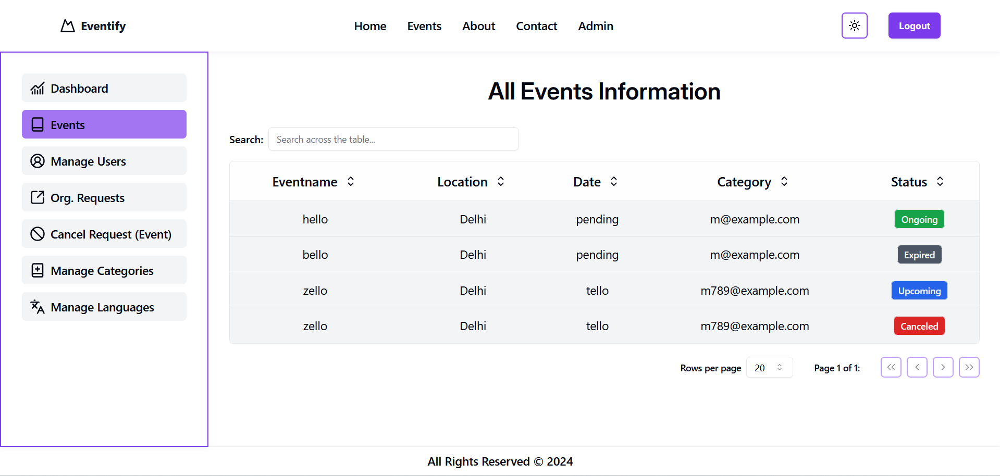 Eventify Home Events About Contact Admin Logout
Dashboard
Events
Manage Users
Org. Requests
Cancel Request (Event)
Manage Categories
Manage Languages
All Events Information
Search: Search across the table...
Eventname Location Date Category Status
hello Delhi pending m@example.com Ongoing
bello Delhi pending m@example.com Expired
zello Delhi tello m789@example.com Upcoming
zello Delhi tello m789@example.com Canceled
Rows per page 20 Page 1 of 1:
All Rights Reserved © 2024